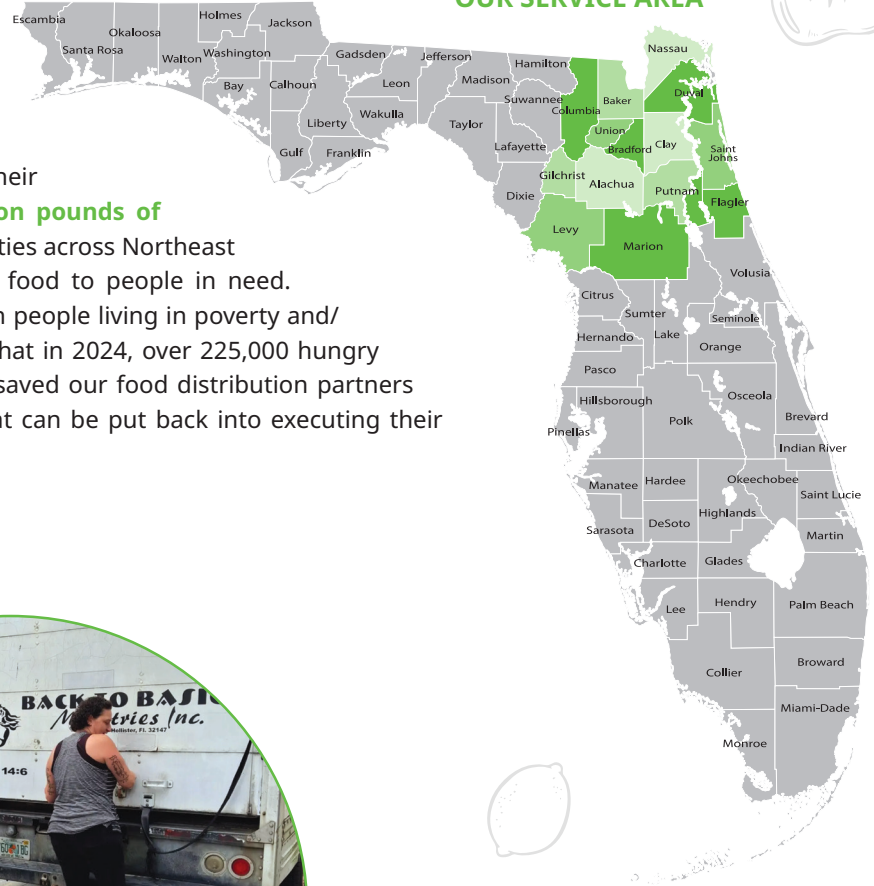 OUR SERVICE AREA
Escambia
Santa Rosa
Okaloosa
Walton
Holmes
Washington
Jackson
Bay
Calhoun
Gulf
Liberty
Franklin
Gadsden
Leon
Wakulla
Jefferson
Madison
Taylor
Hamilton
Suwannee
Lafayette
Dixie
Columbia
Baker
Nassau
Duval
Union
Bradford
Clay
Saint
Johns
Gilchrist
Alachua
Putnam
Flagler
Levy
Marion
Volusia
Citrus
Sumter
Lake
Seminole
Hernando
Orange
Pasco
Osceola
Hillsborough
Polk
Brevard
Pinellas
Indian River
Manatee
Hardee
Okeechobee
Saint Lucie
Highlands
Sarasota
DeSoto
Martin
Charlotte
Glades
Lee
Hendry
Palm Beach
Collier
Broward
Miami-Dade
Monroe
on pounds of
ties across Northeast
food to people in need.
people living in poverty and/
hat in 2024, over 225,000 hungry
saved our food distribution partners
can be put back into executing their
BACK TO BASI
Inc.
Hollister, Fl. 32147
14:6